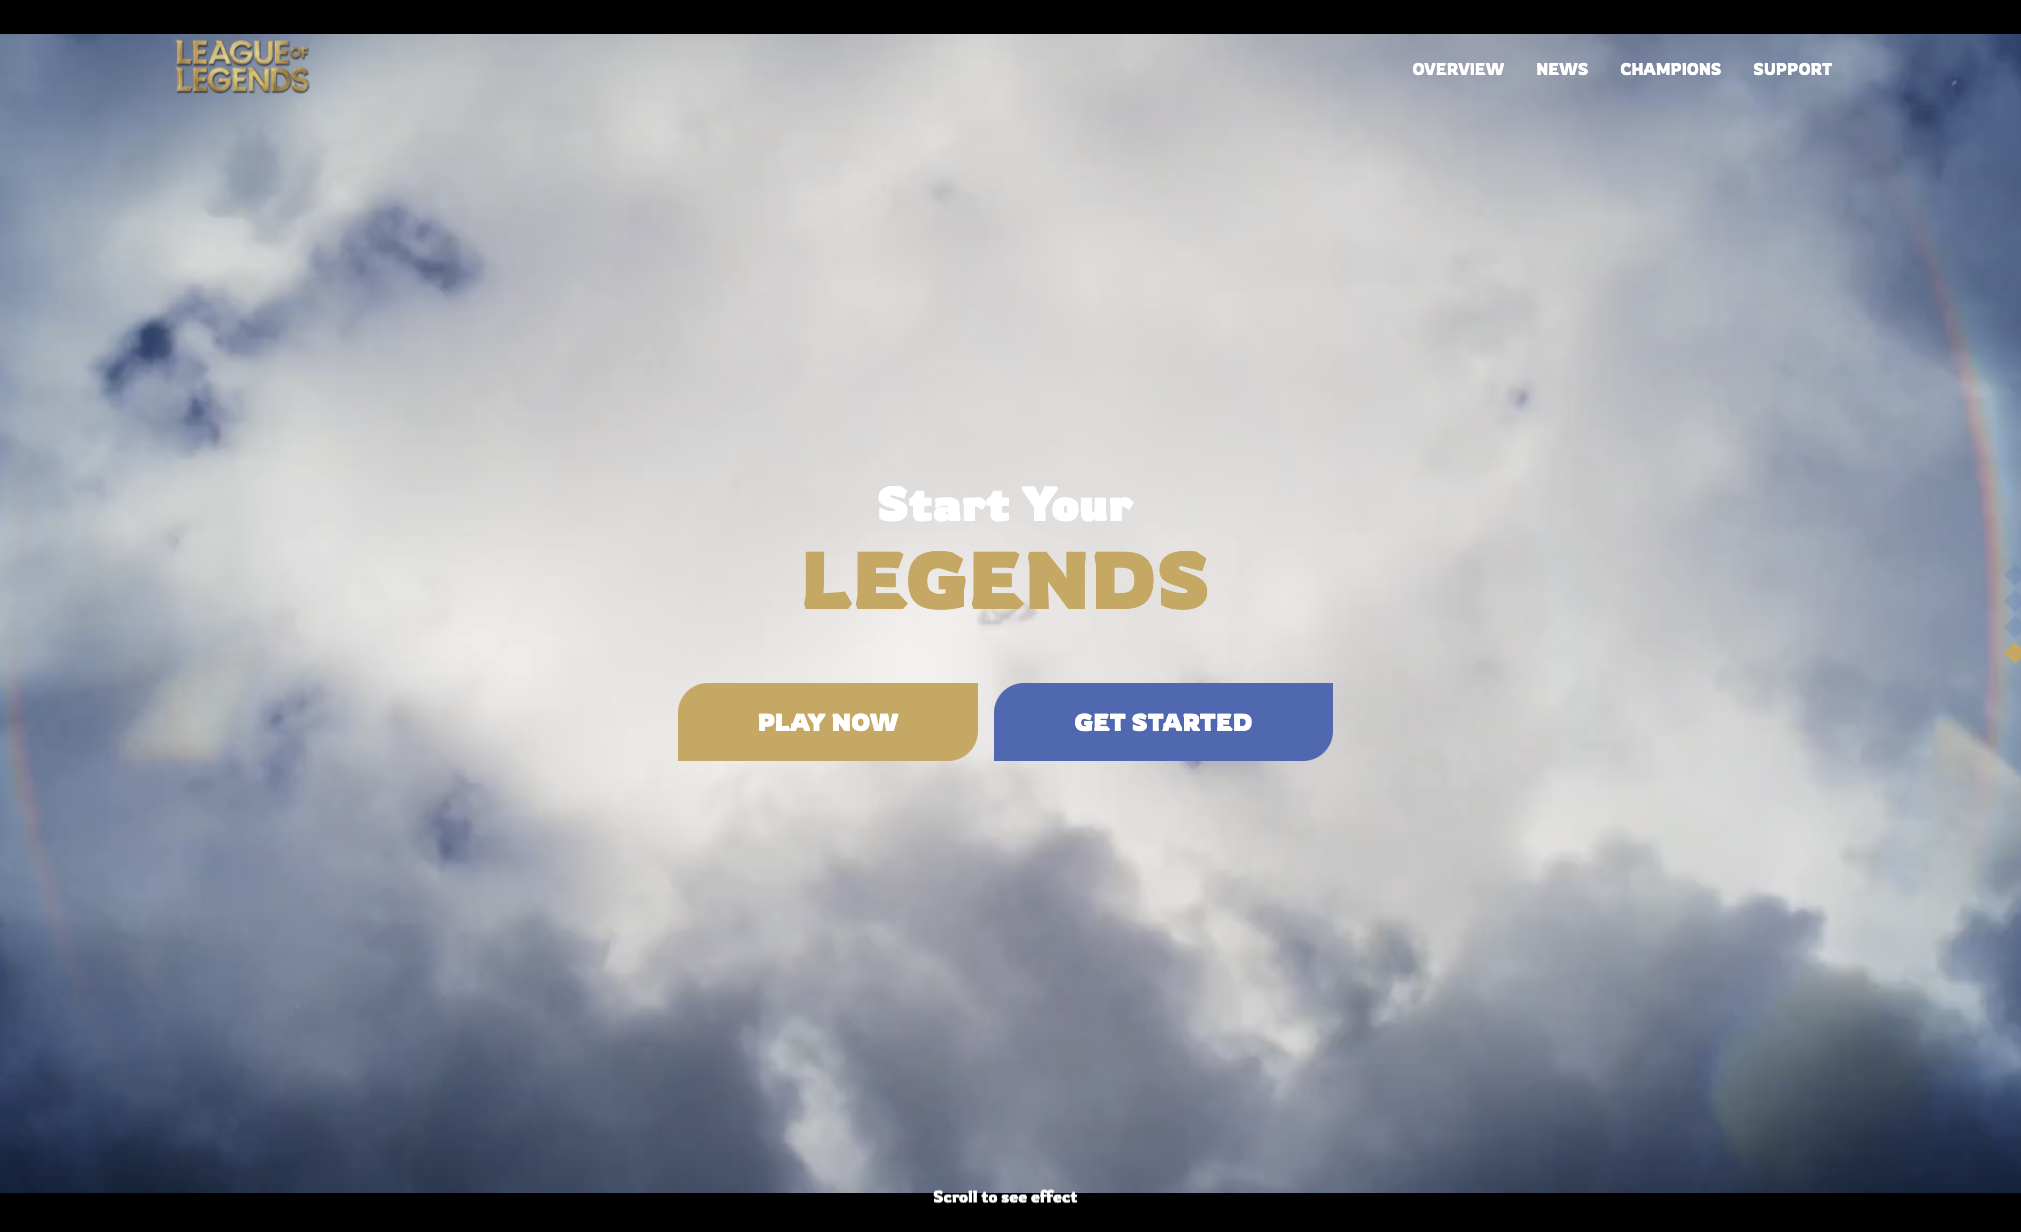 LEAGUE OF
LEGENDS
OVERVIEW NEWS CHAMPIONS SUPPORT
Start Your
LEGENDS
PLAY NOW GET STARTED
Scroll to see effect